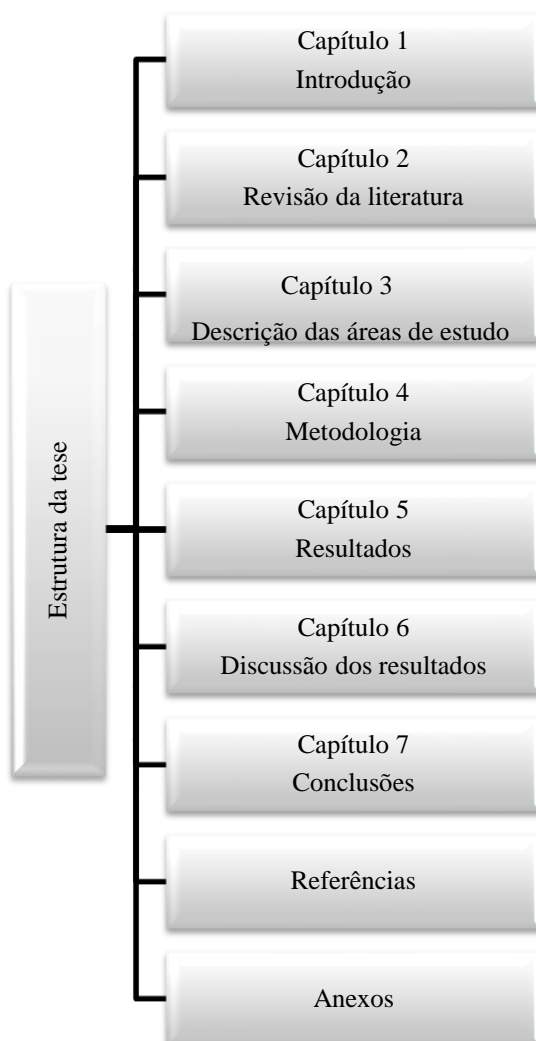 Estrutura da tese
Capítulo 1
Introdução
Capítulo 2
Revisão da literatura
Capítulo 3
Descrição das áreas de estudo
Capítulo 4
Metodologia
Capítulo 5
Resultados
Capítulo 6
Discussão dos resultados
Capítulo 7
Conclusões
Referências
Anexos